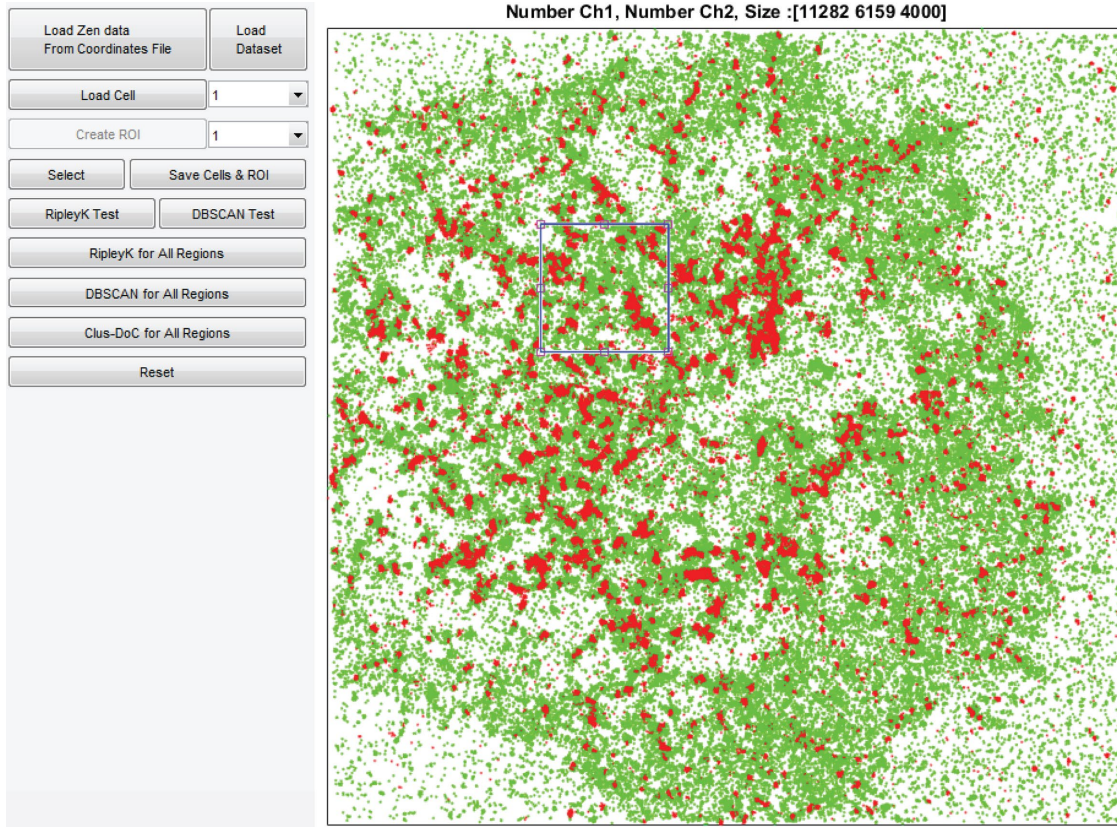 Number Ch1, Number Ch2, Size :[11282 6159 4000]
Load Zen data
From Coordinates File
Load
Dataset
Load Cell
1
Create ROI
1
Select
Save Cells & ROI
RipleyK Test
DBSCAN Test
RipleyK for All Regions
DBSCAN for All Regions
Clus-DoC for All Regions
Reset